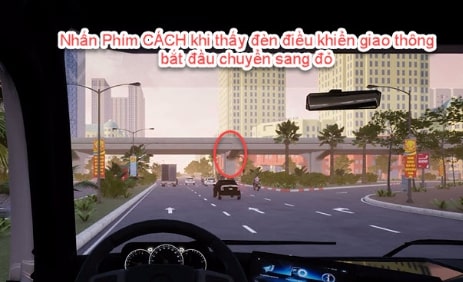 Nhấn Phím CÁCH khi thấy đèn điều khiển giao thông
bắt đầu chuyển sang đỏ